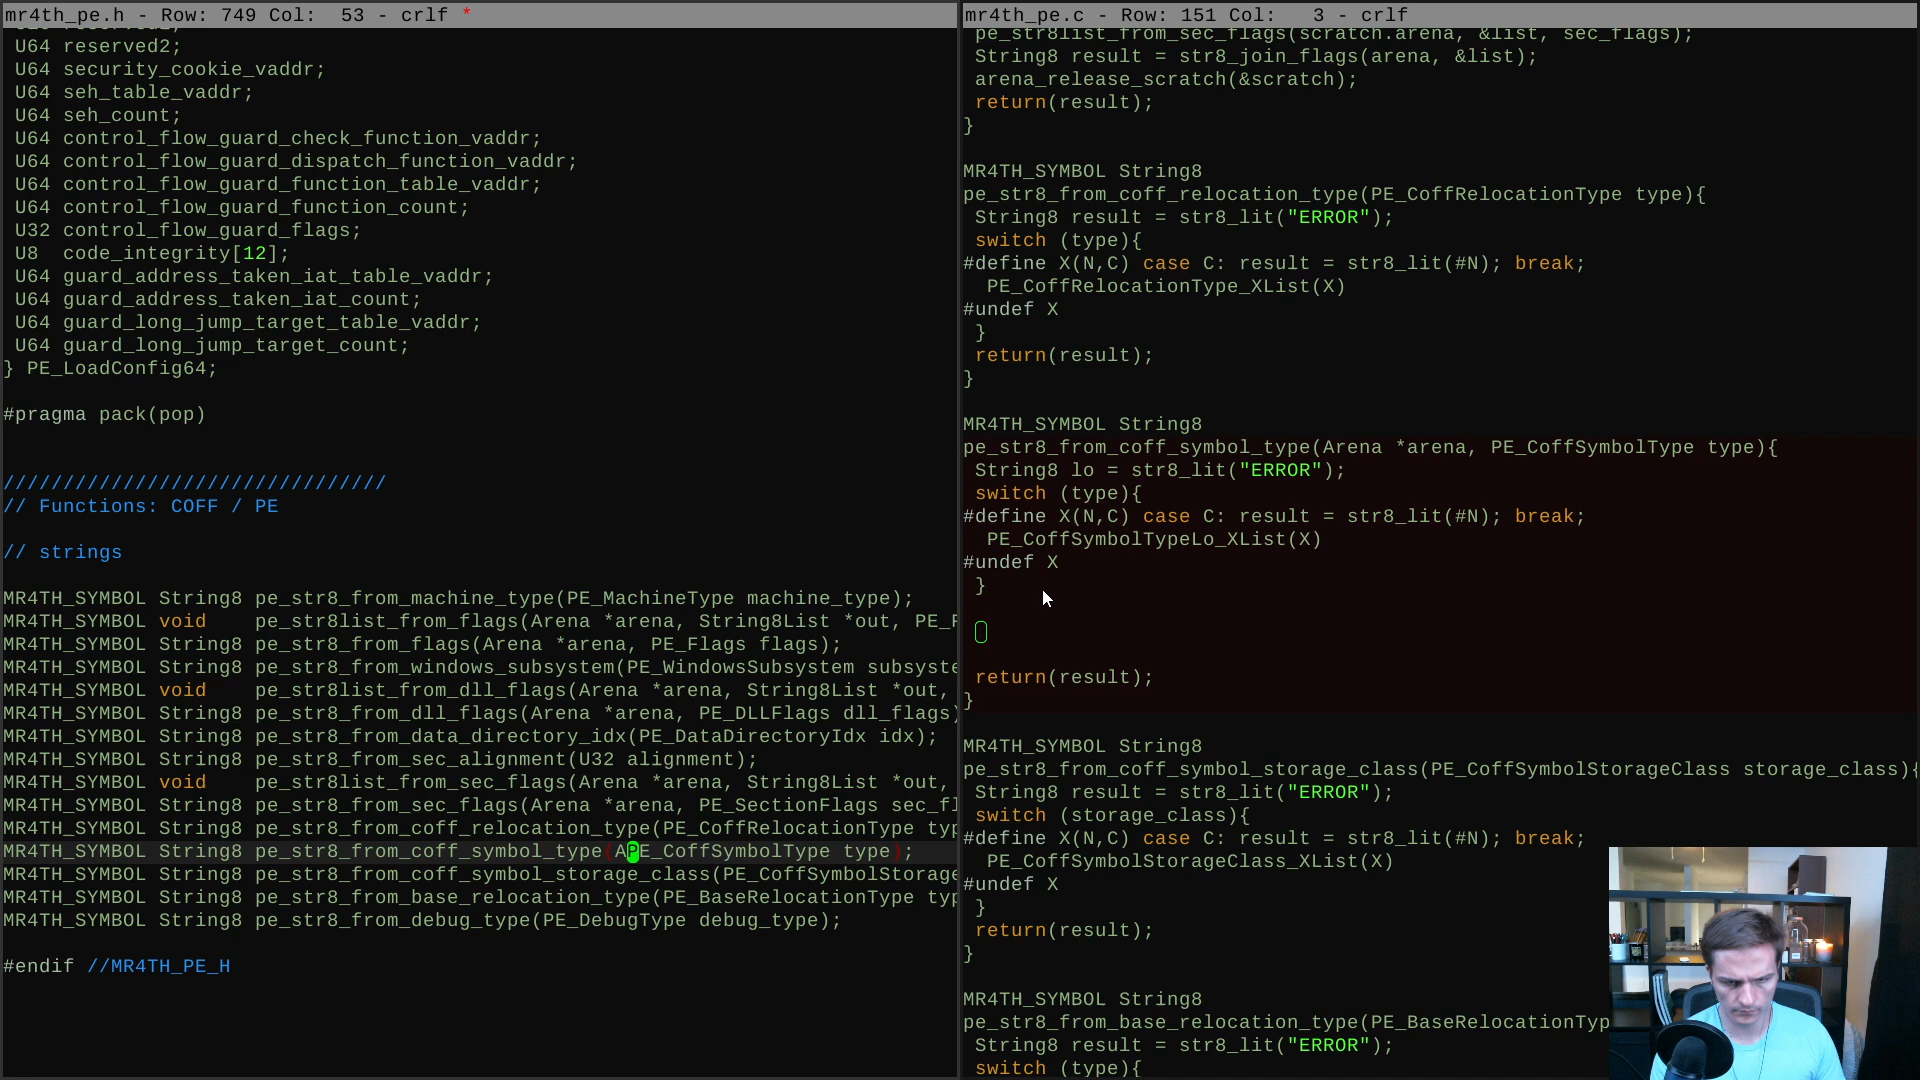 mr4th_pe.h - Row: 749 Col:  53 - crlf *
U64 reserved2;
U64 security_cookie_vaddr;
U64 seh_table_vaddr;
U64 seh_count;
U64 control_flow_guard_check_function_vaddr;
U64 control_flow_guard_dispatch_function_vaddr;
U64 control_flow_guard_function_table_vaddr;
U64 control_flow_guard_function_count;
U32 control_flow_guard_flags;
U8  code_integrity[12];
U64 guard_address_taken_iat_table_vaddr;
U64 guard_address_taken_iat_count;
U64 guard_long_jump_target_table_vaddr;
U64 guard_long_jump_target_count;
} PE_LoadConfig64;
#pragma pack(pop)
////////////////////////////////
// Functions: COFF / PE
// strings
MR4TH_SYMBOL String8 pe_str8_from_machine_type(PE_MachineType machine_type);
MR4TH_SYMBOL void    pe_str8list_from_flags(Arena *arena, String8List *out, PE_F
MR4TH_SYMBOL String8 pe_str8_from_flags(Arena *arena, PE_Flags flags);
MR4TH_SYMBOL String8 pe_str8_from_windows_subsystem(PE_WindowsSubsystem subsyste
MR4TH_SYMBOL void    pe_str8list_from_dll_flags(Arena *arena, String8List *out,
MR4TH_SYMBOL String8 pe_str8_from_dll_flags(Arena *arena, PE_DLLFlags dll_flags)
MR4TH_SYMBOL String8 pe_str8_from_data_directory_idx(PE_DataDirectoryIdx idx);
MR4TH_SYMBOL String8 pe_str8_from_sec_alignment(U32 alignment);
MR4TH_SYMBOL void    pe_str8list_from_sec_flags(Arena *arena, String8List *out,
MR4TH_SYMBOL String8 pe_str8_from_sec_flags(Arena *arena, PE_SectionFlags sec_fl
MR4TH_SYMBOL String8 pe_str8_from_coff_relocation_type(PE_CoffRelocationType typ
MR4TH_SYMBOL String8 pe_str8_from_coff_symbol_type(APE_CoffSymbolType type);
MR4TH_SYMBOL String8 pe_str8_from_coff_symbol_storage_class(PE_CoffSymbolStorage
MR4TH_SYMBOL String8 pe_str8_from_base_relocation_type(PE_BaseRelocationType typ
MR4TH_SYMBOL String8 pe_str8_from_debug_type(PE_DebugType debug_type);
#endif //MR4TH_PE_H
mr4th_pe.c - Row: 151 Col:   3 - crlf
pe_str8list_from_sec_flags(scratch.arena, &list, sec_flags);
String8 result = str8_join_flags(arena, &list);
arena_release_scratch(&scratch);
return(result);
}
MR4TH_SYMBOL String8
pe_str8_from_coff_relocation_type(PE_CoffRelocationType type){
String8 result = str8_lit("ERROR");
switch (type){
#define X(N,C) case C: result = str8_lit(#N); break;
PE_CoffRelocationType_XList(X)
#undef X
}
return(result);
}
MR4TH_SYMBOL String8
pe_str8_from_coff_symbol_type(Arena *arena, PE_CoffSymbolType type){
String8 lo = str8_lit("ERROR");
switch (type){
#define X(N,C) case C: result = str8_lit(#N); break;
PE_CoffSymbolTypeLo_XList(X)
#undef X
}
return(result);
}
MR4TH_SYMBOL String8
pe_str8_from_coff_symbol_storage_class(PE_CoffSymbolStorageClass storage_class){
String8 result = str8_lit("ERROR");
switch (storage_class){
#define X(N,C) case C: result = str8_lit(#N); break;
PE_CoffSymbolStorageClass_XList(X)
#undef X
}
return(result);
}
MR4TH_SYMBOL String8
pe_str8_from_base_relocation_type(PE_BaseRelocationTyp
String8 result = str8_lit("ERROR");
switch (type){